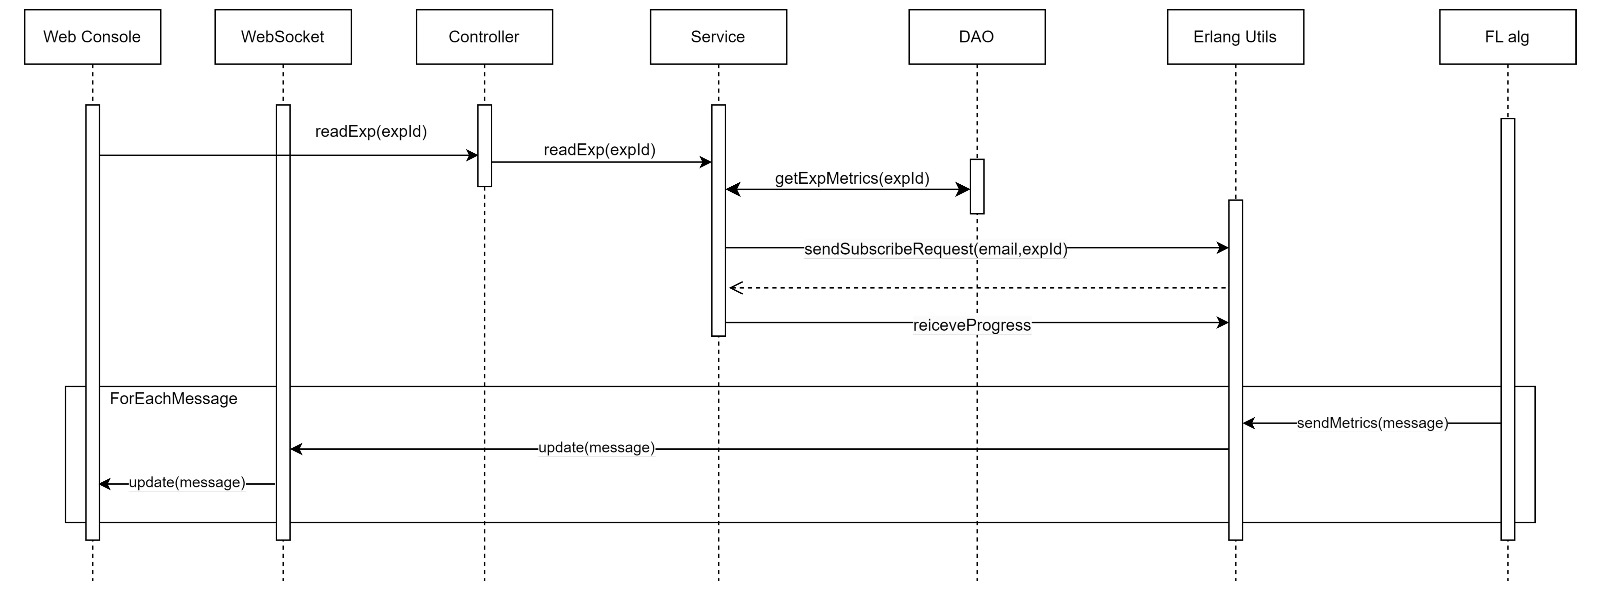 Web Console
WebSocket
Controller
Service
DAO
Erlang Utils
FL alg
readExp(expId)
readExp(expId)
getExpMetrics(expId)
sendSubscribeRequest(email,expId)
reiceveProgress
ForEachMessage
sendMetrics(message)
update(message)
update(message)